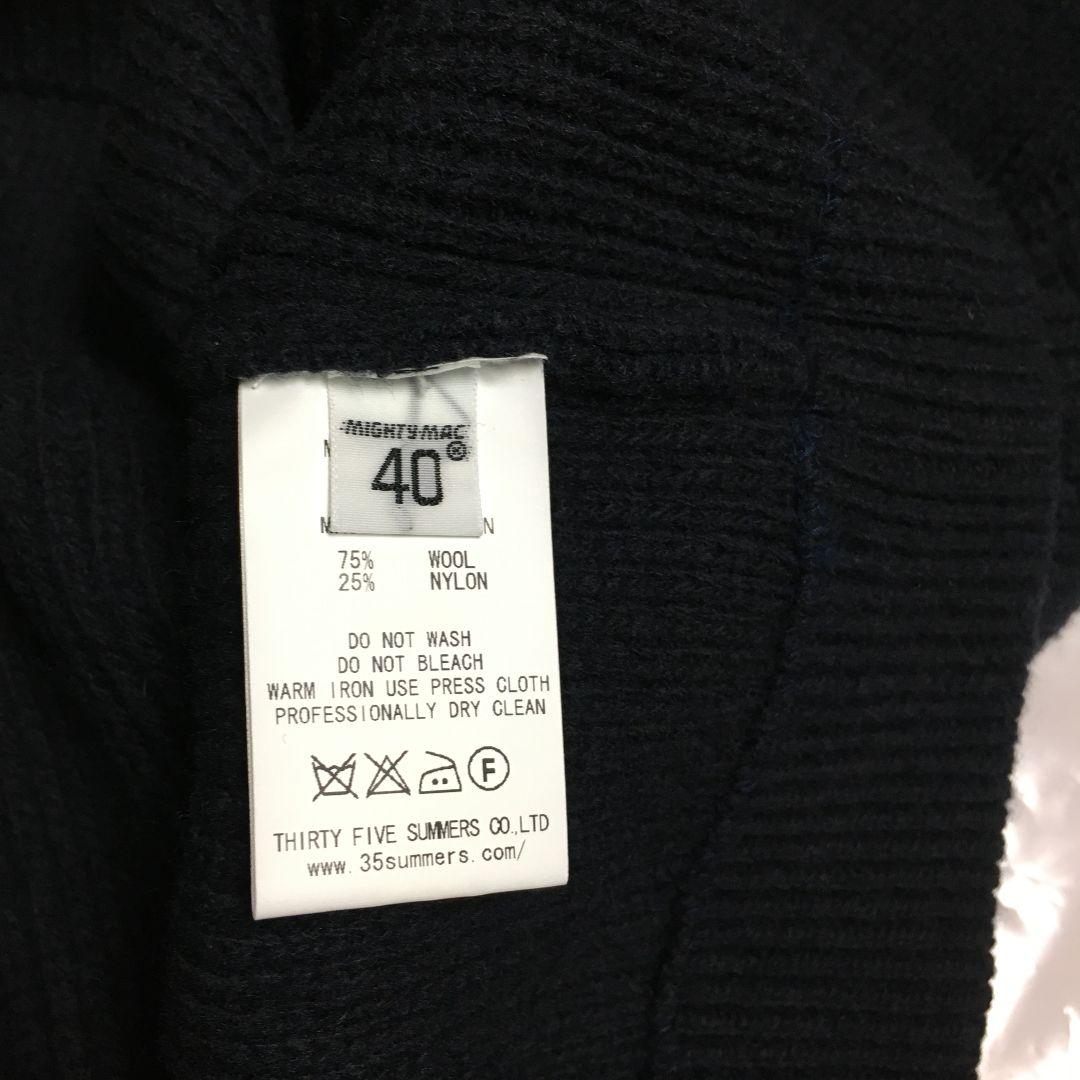 MIGHTYMAC
40®
75% WOOL
25% NYLON
DO NOT WASH
DO NOT BLEACH
WARM IRON USE PRESS CLOTH
PROFESSIONALLY DRY CLEAN
F
THIRTY FIVE SUMMERS CO.,LTD
www.35summers.com/